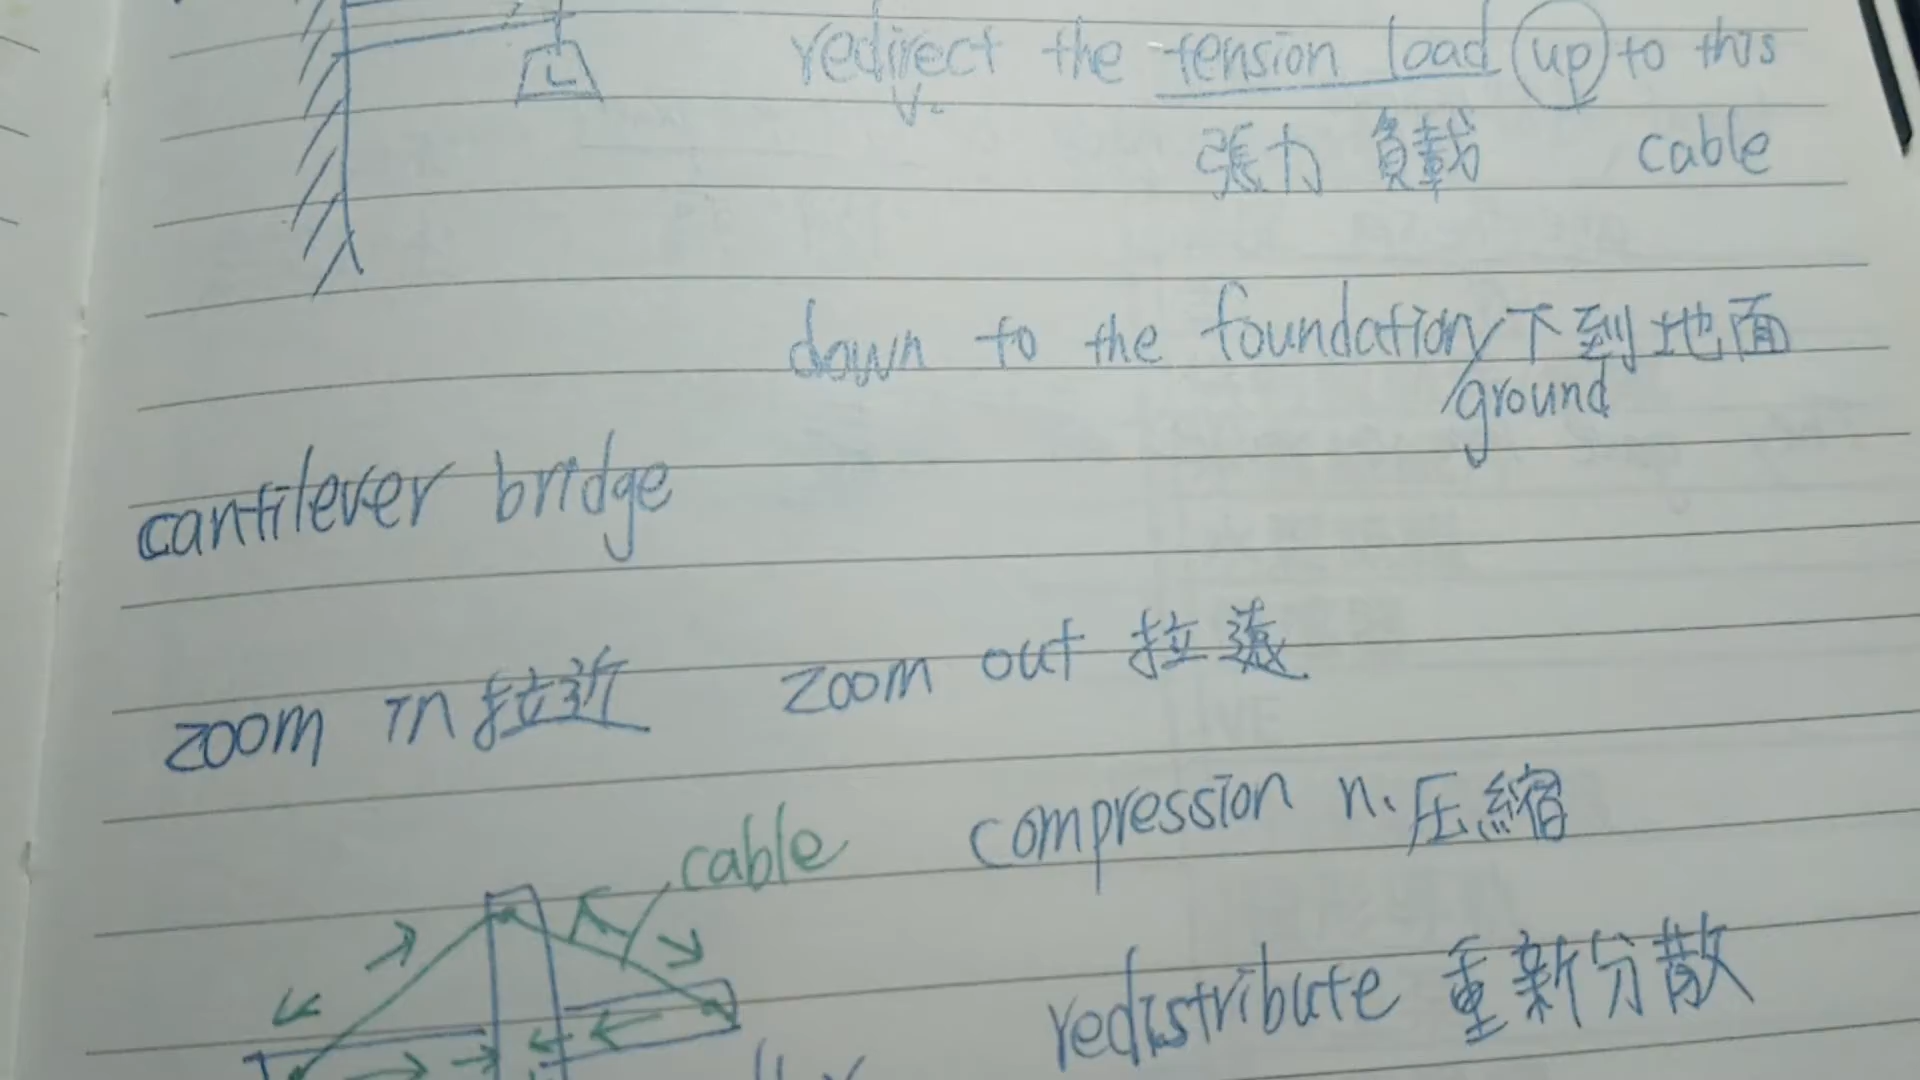 L
redirect the tension load up to this
V.
張力 負載 cable
down to the foundation/下到地面
ground
cantilever bridge
zoom in 拉近 zoom out 拉遠
cable compression n. 压縮
redistribute 重新分散